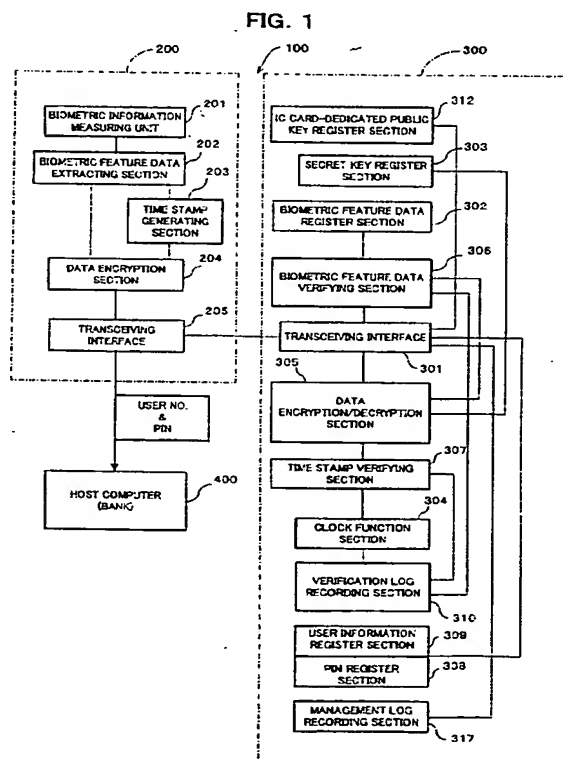 FIG. 1
200
100
300
201
BIOMETRIC INFORMATION
MEASURING UNIT
202
BIOMETRIC FEATURE DATA
EXTRACTING SECTION
203
TIME STAMP
GENERATING
SECTION
DATA ENCRYPTION
SECTION
204
TRANSCEIVING
INTERFACE
205
USER NO.
&
PIN
HOST COMPUTER
(BANK)
400
312
IC CARD-DEDICATED PUBLIC
KEY REGISTER SECTION
303
SECRET KEY REGISTER
SECTION
302
BIOMETRIC FEATURE DATA
REGISTER SECTION
306
BIOMETRIC FEATURE DATA
VERIFYING SECTION
TRANSCEIVING INTERFACE
301
305
DATA
ENCRYPTION/DECRYPTION
SECTION
307
TIME STAMP VERIFYING
SECTION
304
CLOCK FUNCTION
SECTION
VERIFICATION LOG
RECORDING SECTION
310
309
USER INFORMATION
REGISTER SECTION
PIN REGISTER
SECTION
308
MANAGEMENT LOG
RECORDING SECTION
317